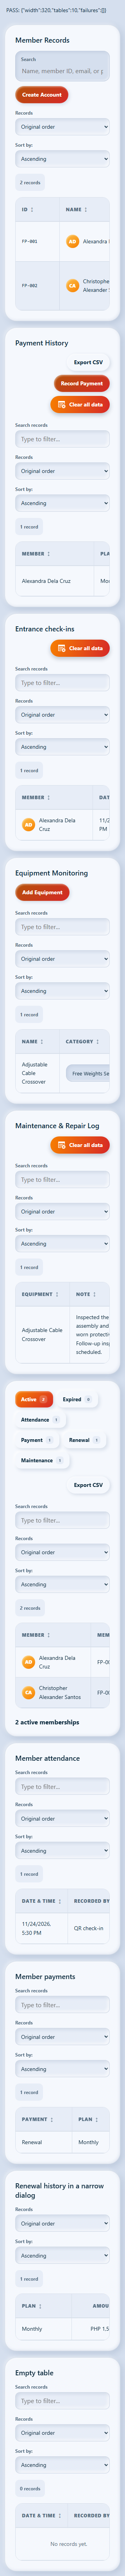 PASS: {"width":320,"tables":10,"failures":[]}
Member Records
Search
Name, member ID, email, or p
Create Account
Records
Original order
Sort by:
Ascending
2 records
ID NAME
FP-001 AD Alexandra
FP-002 CA Christophe
Alexander
Payment History
Export CSV
Record Payment
Clear all data
Search records
Type to filter...
Records
Original order
Sort by:
Ascending
1 record
MEMBER PLA
Alexandra Dela Cruz Mo
Entrance check-ins
Clear all data
Search records
Type to filter...
Records
Original order
Sort by:
Ascending
1 record
MEMBER DAT
AD Alexandra Dela 11/2
Cruz PM
Equipment Monitoring
Add Equipment
Search records
Type to filter...
Records
Original order
Sort by:
Ascending
1 record
NAME CATEGORY
Adjustable
Cable
Crossover
Free Weights Se
Maintenance & Repair Log
Clear all data
Search records
Type to filter...
Records
Original order
Sort by:
Ascending
1 record
EQUIPMENT NOTE
Adjustable Cable
Crossover
Inspected the
assembly and
worn protectiv
Follow-up insp
scheduled.
Active 2 Expired 0
Attendance 1
Payment 1 Renewal 1
Maintenance 1
Export CSV
Search records
Type to filter...
Records
Original order
Sort by:
Ascending
2 records
MEMBER MEM
AD Alexandra Dela FP-00
Cruz
CA Christopher FP-00
Alexander Santos
2 active memberships
Member attendance
Search records
Type to filter...
Records
Original order
Sort by:
Ascending
1 record
DATE & TIME RECORDED BY
11/24/2026, QR check-in
5:30 PM
Member payments
Search records
Type to filter...
Records
Original order
Sort by:
Ascending
1 record
PAYMENT PLAN
Renewal Monthly
Renewal history in a narrow
dialog
Records
Original order
Sort by:
Ascending
1 record
PLAN AMOU
Monthly PHP 1,5
Empty table
Search records
Type to filter...
Records
Original order
Sort by:
Ascending
0 records
DATE & TIME RECORDED BY
No records yet.